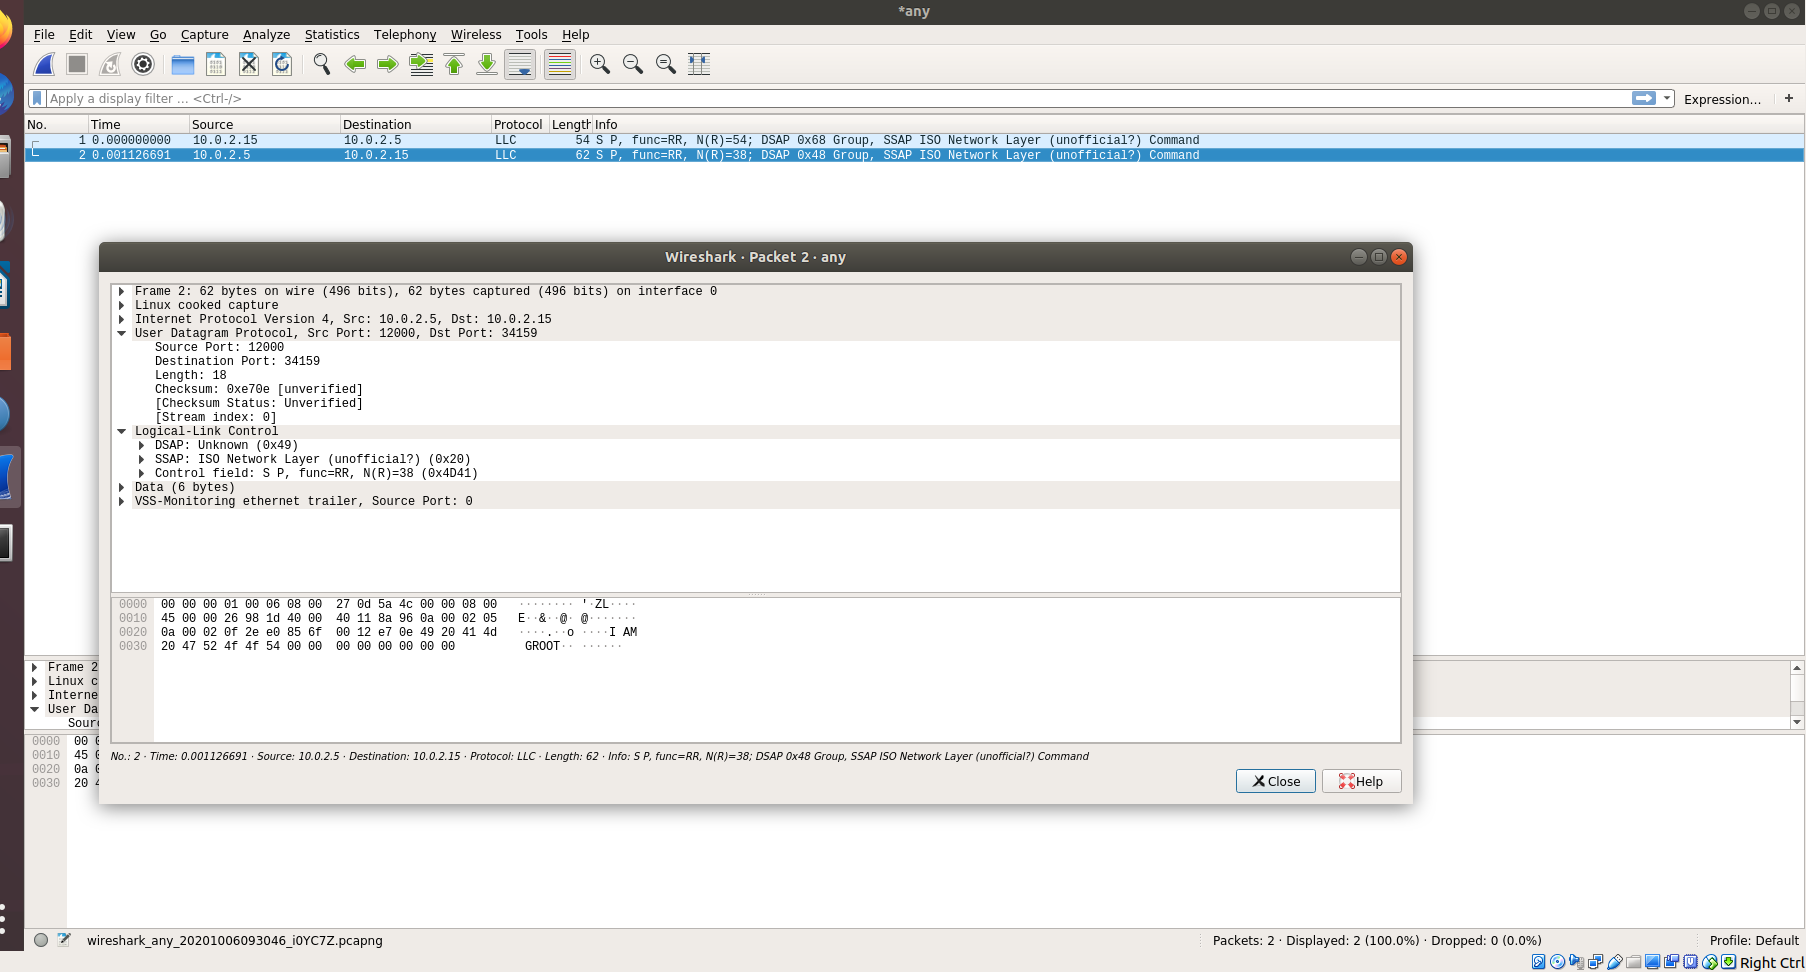 *any
File Edit View Go Capture Analyze Statistics Telephony Wireless Tools Help
Apply a display filter ... <Ctrl-/> Expression... +
No. Time Source Destination Protocol Length Info
1 0.000000000 10.0.2.15 10.0.2.5 LLC 54 S P, func=RR, N(R)=54; DSAP 0x68 Group, SSAP ISO Network Layer (unofficial?) Command
2 0.001126691 10.0.2.5 10.0.2.15 LLC 62 S P, func=RR, N(R)=38; DSAP 0x48 Group, SSAP ISO Network Layer (unofficial?) Command
Wireshark · Packet 2 · any
Frame 2: 62 bytes on wire (496 bits), 62 bytes captured (496 bits) on interface 0
Linux cooked capture
Internet Protocol Version 4, Src: 10.0.2.5, Dst: 10.0.2.15
User Datagram Protocol, Src Port: 12000, Dst Port: 34159
Source Port: 12000
Destination Port: 34159
Length: 18
Checksum: 0xe70e [unverified]
[Checksum Status: Unverified]
[Stream index: 0]
Logical-Link Control
DSAP: Unknown (0x49)
SSAP: ISO Network Layer (unofficial?) (0x20)
Control field: S P, func=RR, N(R)=38 (0x4D41)
Data (6 bytes)
VSS-Monitoring ethernet trailer, Source Port: 0
0000 00 00 00 01 00 06 08 00 27 0d 5a 4c 00 00 08 00 ········ '·ZL····
0010 45 00 00 26 98 1d 40 00 40 11 8a 96 0a 00 02 05 E··&··@· @·······
0020 0a 00 02 0f 2e e0 85 6f 00 12 e7 0e 49 20 41 4d ····.··o ····I AM
0030 20 47 52 4f 4f 54 00 00 00 00 00 00 00 00 GROOT·· ······
No.: 2 · Time: 0.001126691 · Source: 10.0.2.5 · Destination: 10.0.2.15 · Protocol: LLC · Length: 62 · Info: S P, func=RR, N(R)=38; DSAP 0x48 Group, SSAP ISO Network Layer (unofficial?) Command
Close Help
Frame 2
Linux c
Interne
User Da
Sour
0000 00 0
0010 45 0
0020 0a 0
0030 20 4
wireshark_any_20201006093046_i0YC7Z.pcapng Packets: 2 · Displayed: 2 (100.0%) · Dropped: 0 (0.0%) Profile: Default
Right Ctrl